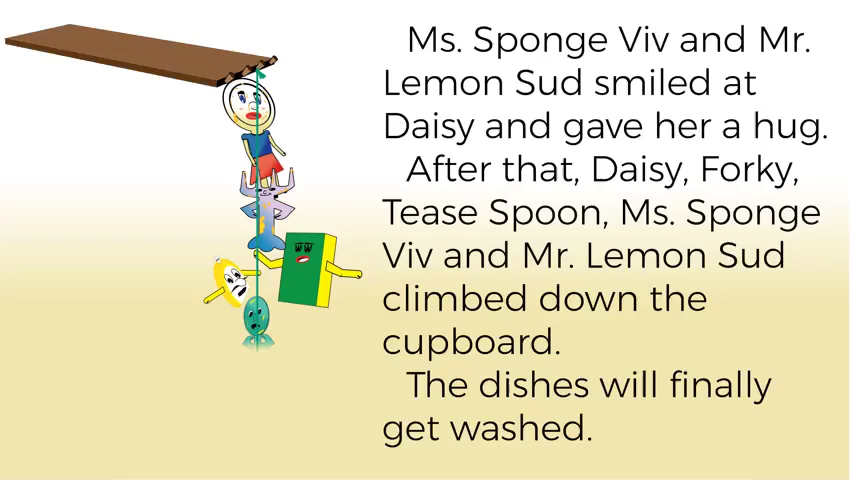 Ms. Sponge Viv and Mr.
Lemon Sud smiled at
Daisy and gave her a hug.
After that, Daisy, Forky,
Tease Spoon, Ms. Sponge
Viv and Mr. Lemon Sud
climbed down the
cupboard.
The dishes will finally
get washed.